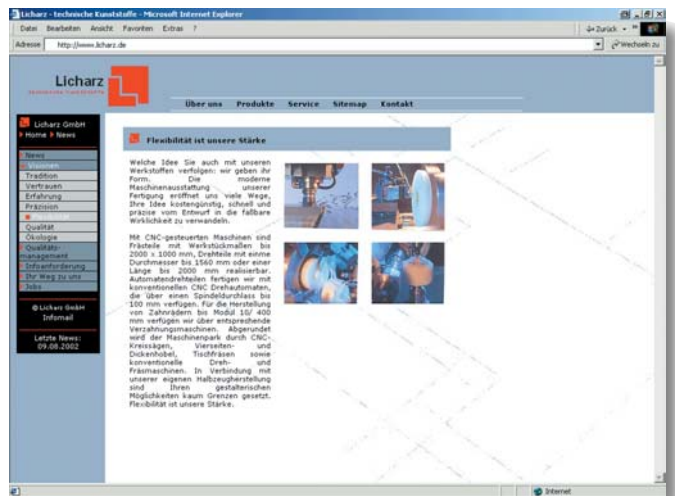 Licharz - technische Kunststoffe - Microsoft Internet Explorer
Datei Bearbeiten Ansicht Favoriten Extras ?
Zurück
Adresse http://www.licharz.de
Wechseln zu
Licharz
Über uns Produkte Service Sitemap Kontakt
Licharz GmbH
Home News
News
Visionen
Tradition
Vertrauen
Erfahrung
Präzision
Flexibilität
Qualität
Ökologie
Qualitäts-
management
Infoanforderung
Ihr Weg zu uns
Jobs
© Licharz GmbH
Infomail
Letzte News:
09.08.2002
Flexibilität ist unsere Stärke
Welche Idee Sie auch mit unseren
Werkstoffen verfolgen: wir geben ihr
Form. Die moderne
Maschinenausstattung unserer
Fertigung eröffnet uns viele Wege,
Ihre Idee kostengünstig, schnell und
präzise vom Entwurf in die faßbare
Wirklichkeit zu verwandeln.
Mit CNC-gesteuerten Maschinen sind
Frästeile mit Werkstückmaßen bis
2000 x 1000 mm, Drehteile mit einme
Durchmesser bis 1560 mm oder einer
Länge bis 2000 mm realisierbar.
Automatendrehteilen fertigen wir mit
konventionellen CNC Drehautomaten,
die über einen Spindeldurchlass bis
100 mm verfügen. Für die Herstellung
von Zahnrädern bis Modul 16/ 400
mm verfügen wir über entsprechende
Verzahnungsmaschinen. Abgerundet
wird der Maschinenpark durch CNC-
Kreissägen, Vierseiten- und
Dickenhobel, Tischfräsen sowie
konventionelle Dreh- und
Fräsmaschinen. In Verbindung mit
unserer eigenen Halbzeugherstellung
sind Ihren gestalterischen
Möglichkeiten kaum Grenzen gesetzt.
Flexibilität ist unsere Stärke.
Internet